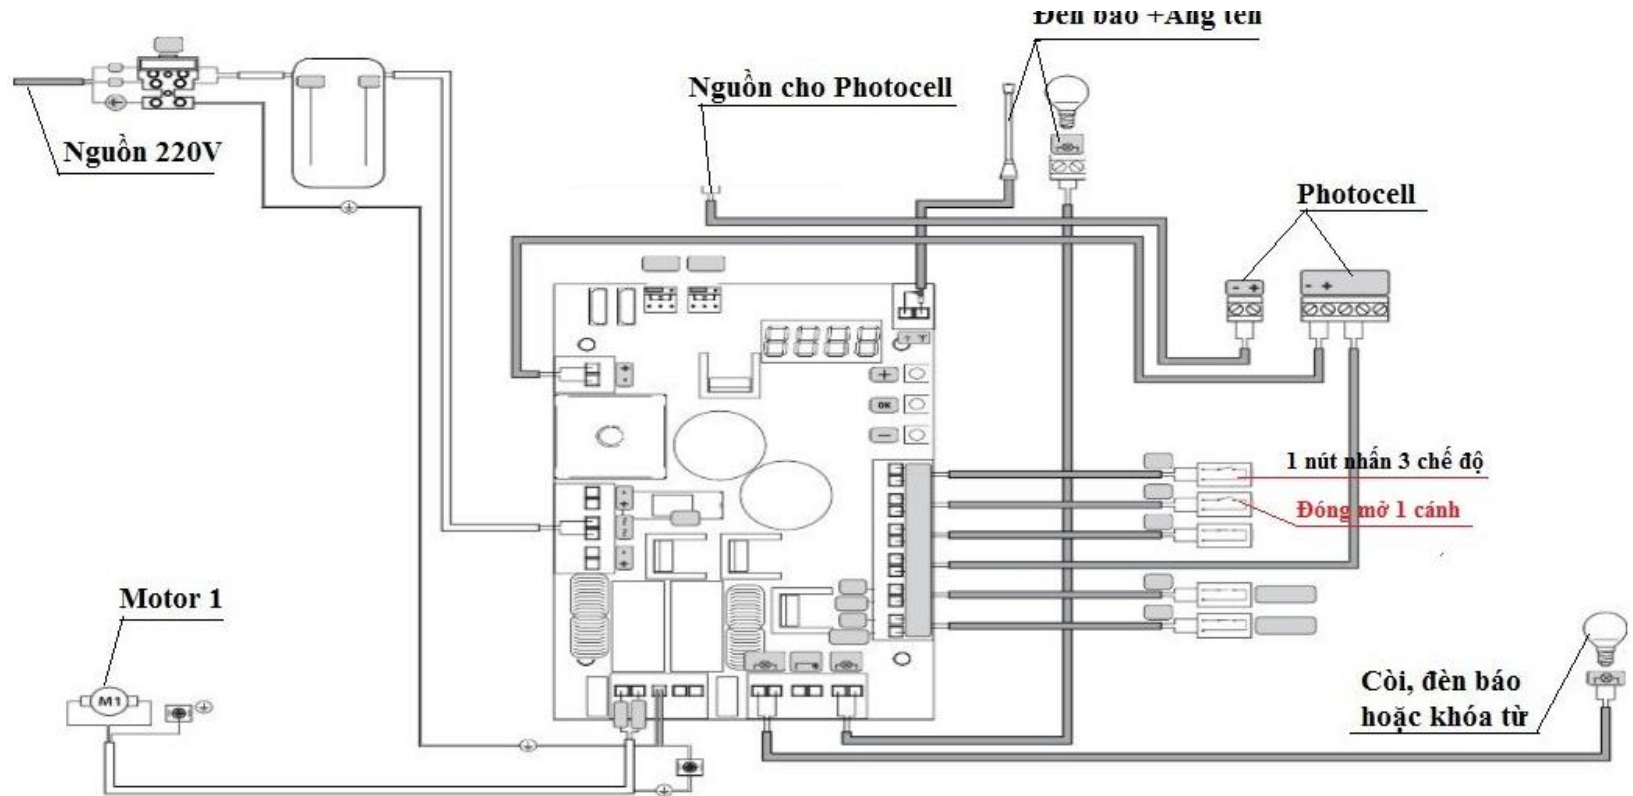 Đèn báo +Ăng ten
Nguồn cho Photocell
Nguồn 220V
Photocell
- +
- +
+
OK
-
1 nút nhấn 3 chế độ
Đóng mở 1 cánh
Motor 1
M1
Còi, đèn báo
hoặc khóa từ